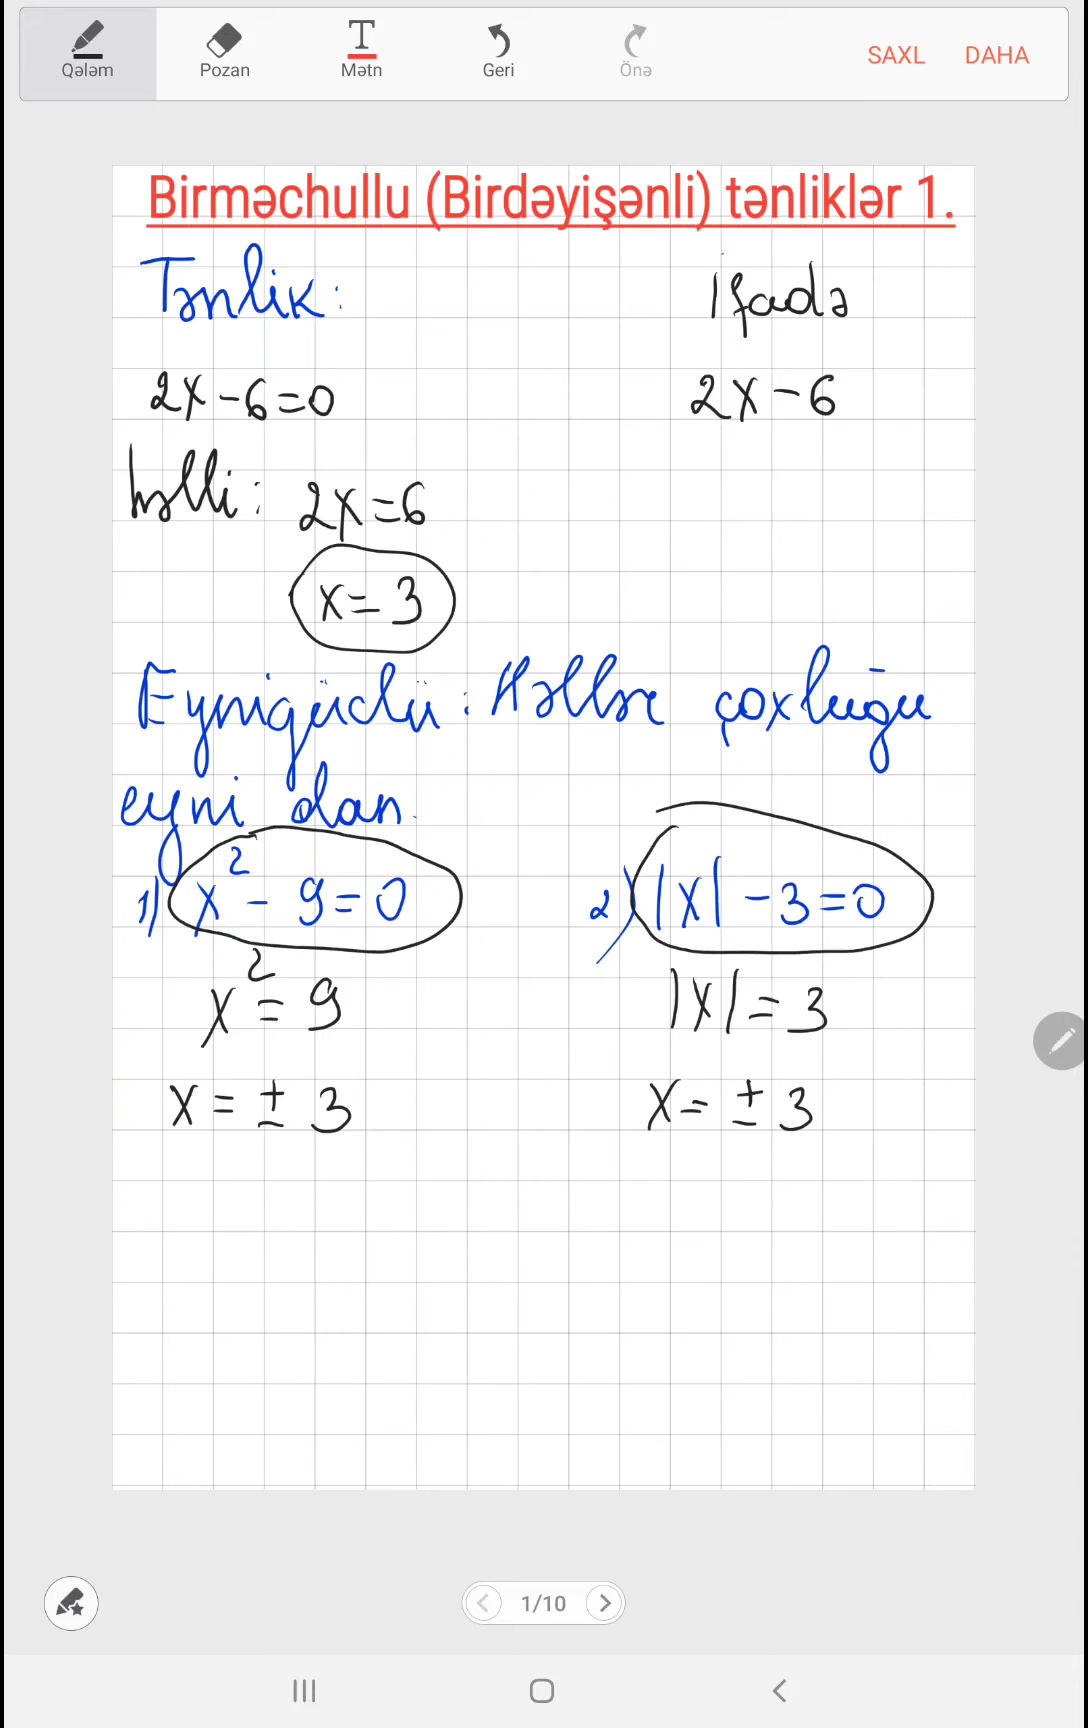 Qələm Pozan Mətn Geri Önə SAXL DAHA
Birməchullu (Birdəyişənli) tənliklər 1.
Tənlik: İfadə
2x-6=0 2x-6
həlli: 2x=6
x=3
Eynigüclü: Həllər çoxluğu
eyni olan.
1) x²-9=0 2) |x|-3=0
x²=9 |x|=3
x=±3 x=±3
1/10